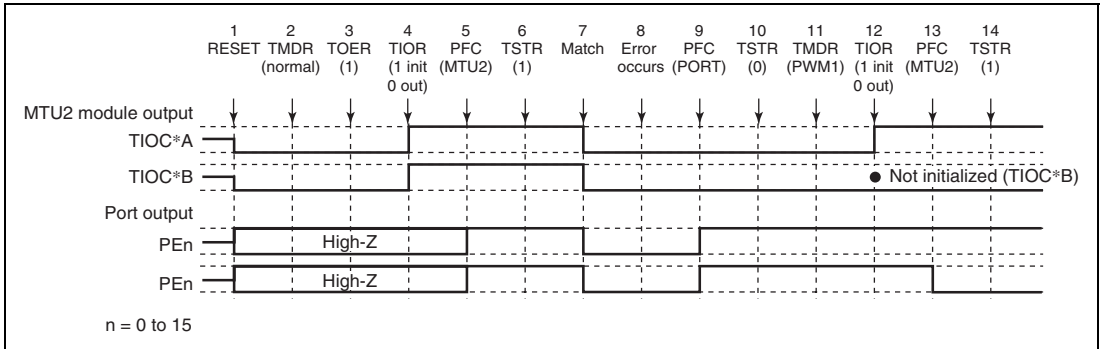 1 2 3 4 5 6 7 8 9 10 11 12 13 14
RESET TMDR TOER TIOR PFC TSTR Match Error PFC TSTR TMDR TIOR PFC TSTR
(normal) (1) (1 init (MTU2) (1) occurs (PORT) (0) (PWM1) (1 init (MTU2) (1)
0 out) 0 out)
MTU2 module output
TIOC*A
TIOC*B
● Not initialized (TIOC*B)
Port output
PEn
High-Z
PEn
High-Z
n = 0 to 15